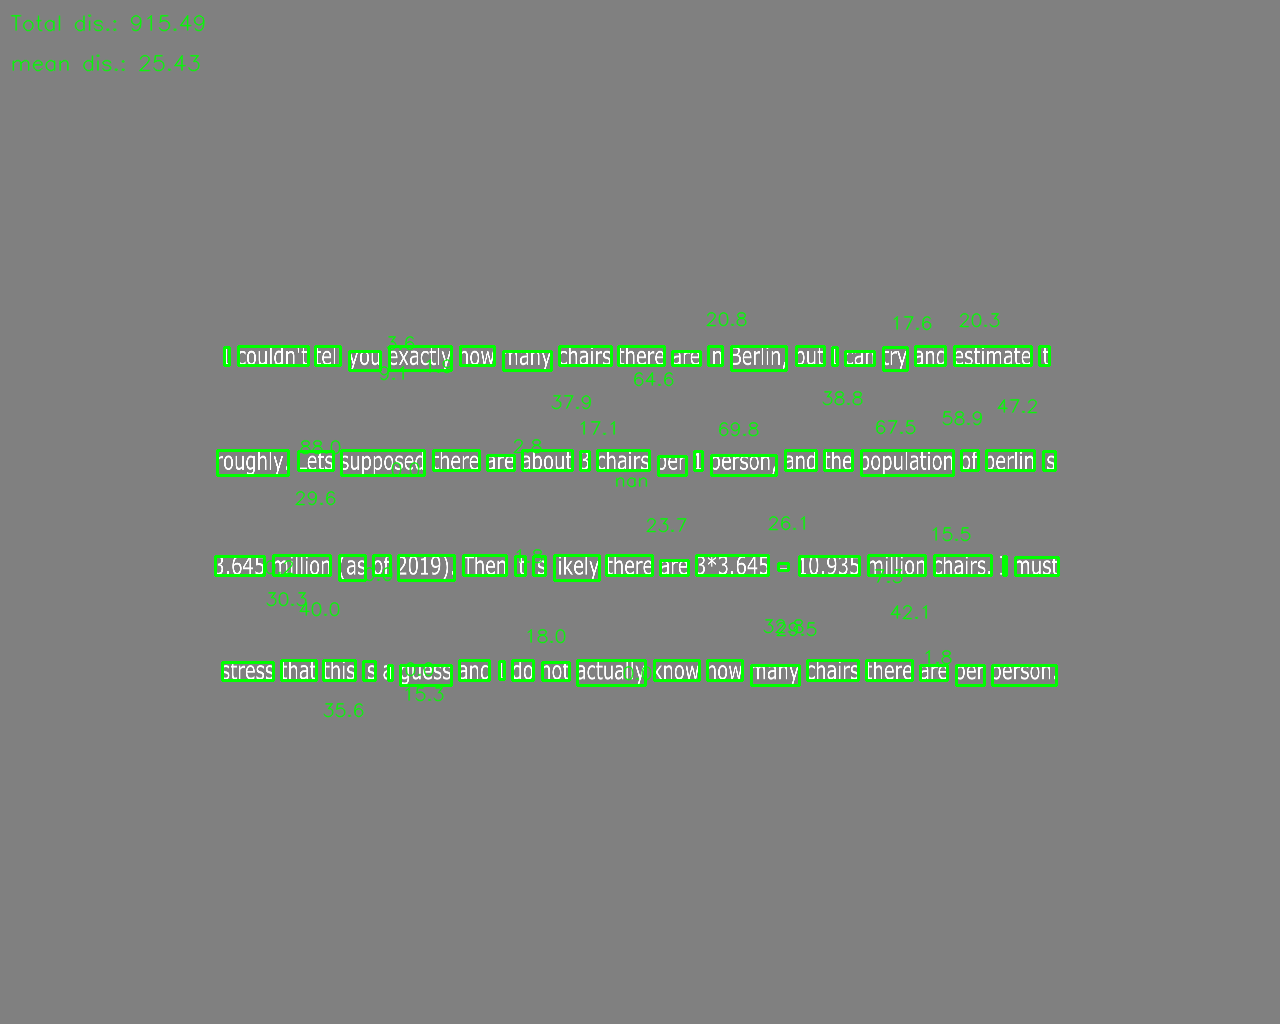 Total dis.: 915.49
mean dis.: 25.43
20.8 17.6 20.3
3.6
I couldn't tell you exactly how many chairs there are in Berlin, but I can try and estimate it
64.6
37.9 38.8 47.2
17.1 69.8 67.5 58.9
88.0 2.8
roughly. Lets supposed there are about 3 chairs per 1 person, and the population of berlin is
nan
29.6
23.7 26.1 15.5
3.645 million (as of 2019). Then it is likely there are 3*3.645 = 10.935 million chairs. I must
30.3 40.0 42.1
18.0
1.8
stress that this is a guess and I do not actually know how many chairs there are per person.
15.3
35.6